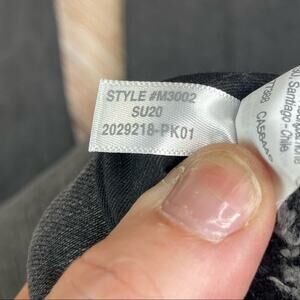 STYLE #M3002
SU20
2029218-PK01
Santiago - Chile